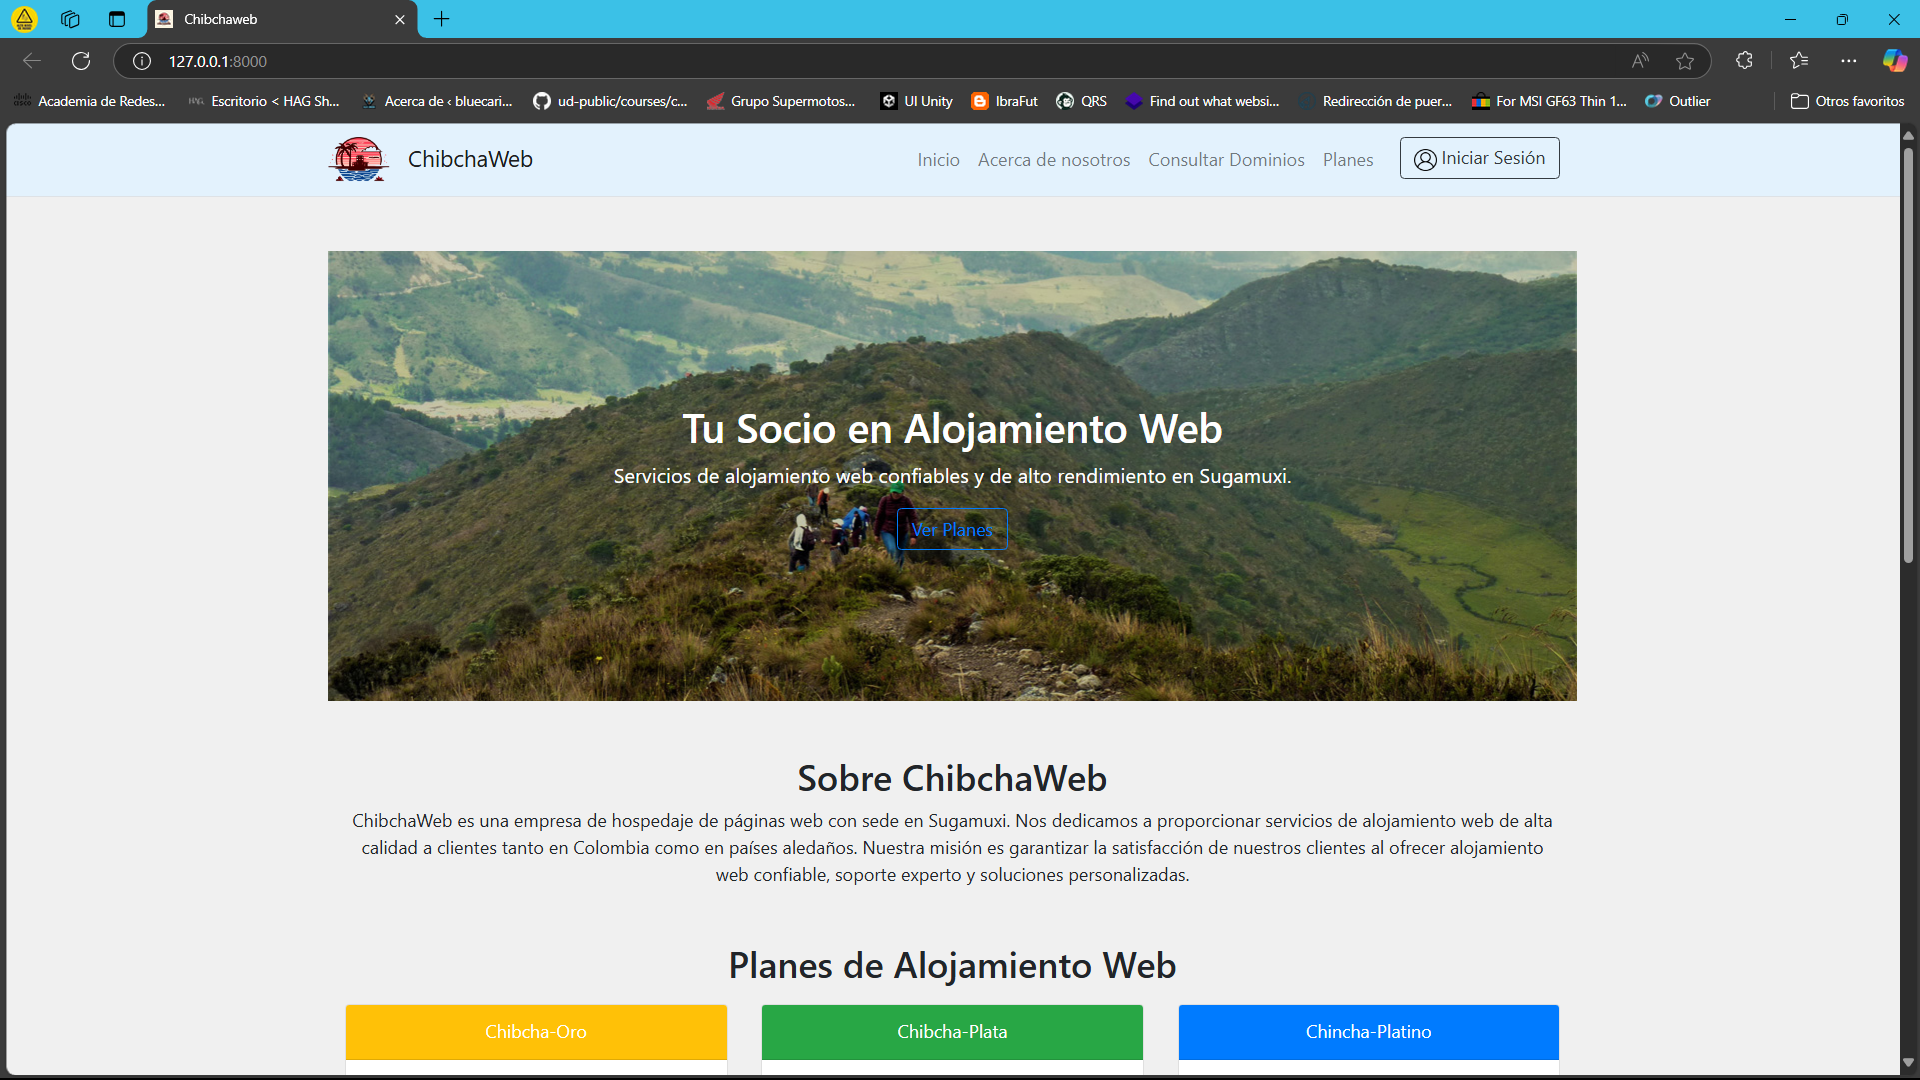 Chibchaweb
127.0.0.1:8000
Academia de Redes...
Escritorio < HAG Sh...
Acerca de ‹ bluecari...
ud-public/courses/c...
Grupo Supermotos...
UI Unity
IbraFut
QRS
Find out what websi...
Redirección de puer...
For MSI GF63 Thin 1...
Outlier
Otros favoritos
ChibchaWeb
Inicio
Acerca de nosotros
Consultar Dominios
Planes
Iniciar Sesión
Tu Socio en Alojamiento Web
Servicios de alojamiento web confiables y de alto rendimiento en Sugamuxi.
Ver Planes
Sobre ChibchaWeb
ChibchaWeb es una empresa de hospedaje de páginas web con sede en Sugamuxi. Nos dedicamos a proporcionar servicios de alojamiento web de alta
calidad a clientes tanto en Colombia como en países aledaños. Nuestra misión es garantizar la satisfacción de nuestros clientes al ofrecer alojamiento
web confiable, soporte experto y soluciones personalizadas.
Planes de Alojamiento Web
Chibcha-Oro
Chibcha-Plata
Chincha-Platino